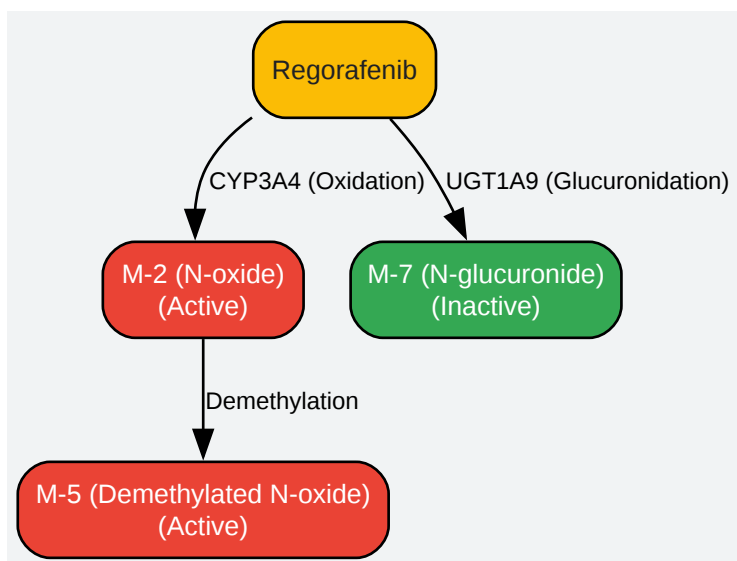 Regorafenib
CYP3A4 (Oxidation)
UGT1A9 (Glucuronidation)
M-2 (N-oxide)
(Active)
M-7 (N-glucuronide)
(Inactive)
Demethylation
M-5 (Demethylated N-oxide)
(Active)